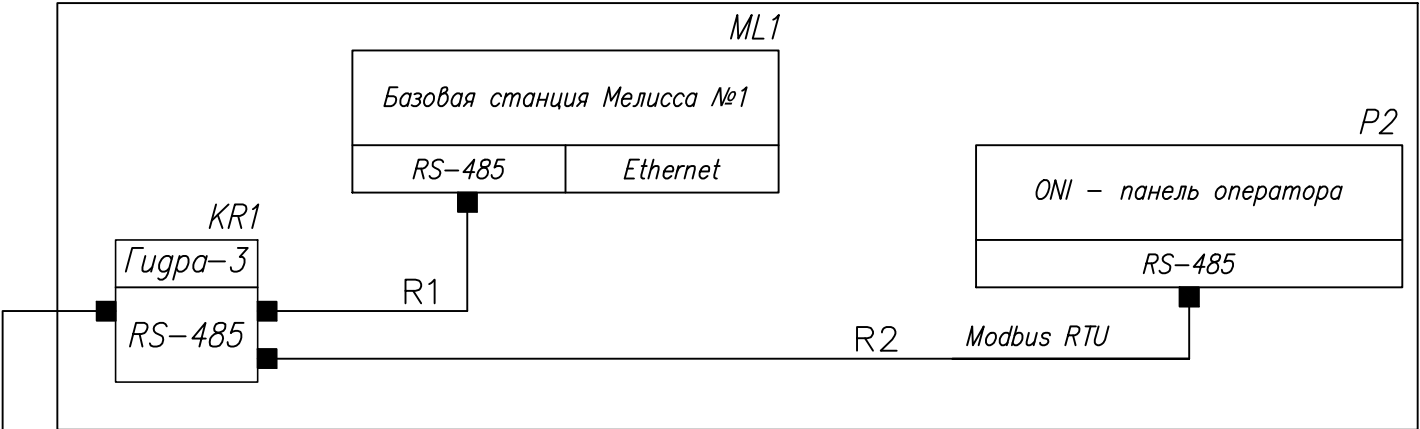 ML1
Базовая станция Мелисса №1
RS-485
Ethernet
P2
ONI - панель оператора
RS-485
KR1
Гидра-3
RS-485
R1
R2
Modbus RTU